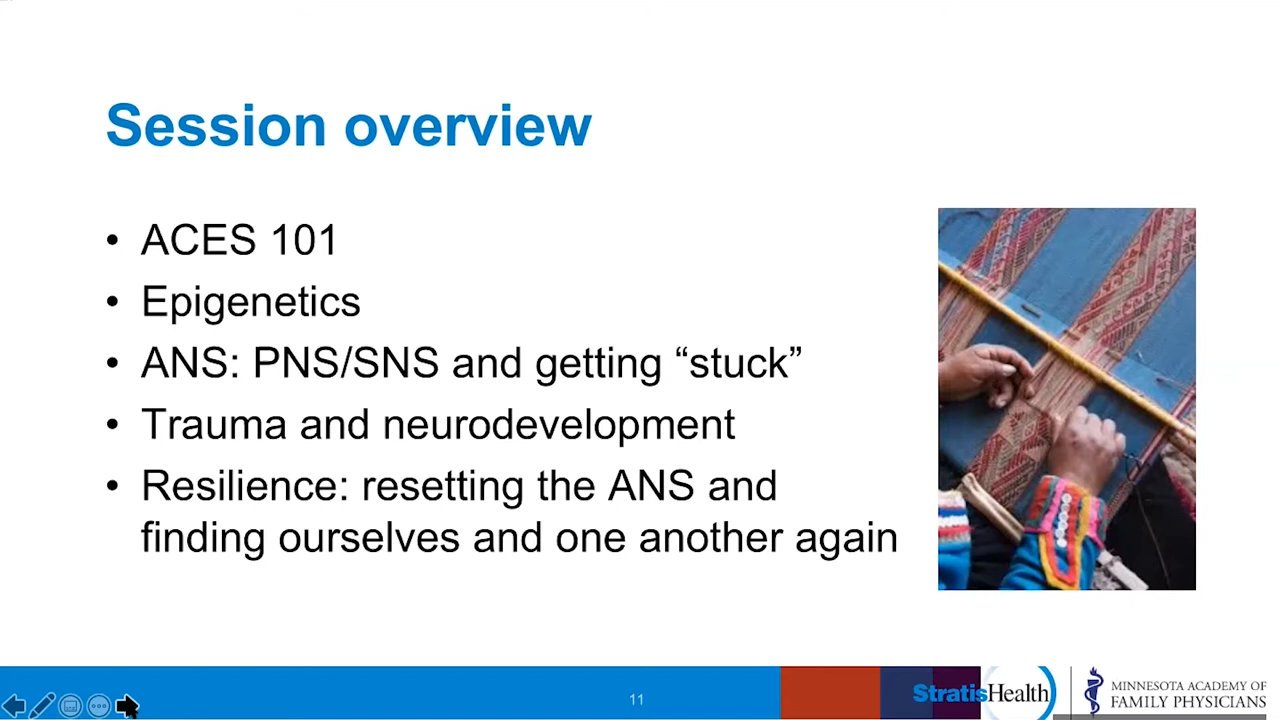 Session overview
• ACES 101
• Epigenetics
• ANS: PNS/SNS and getting “stuck”
• Trauma and neurodevelopment
• Resilience: resetting the ANS and
finding ourselves and one another again
11
StratisHealth
MINNESOTA ACADEMY OF
FAMILY PHYSICIANS